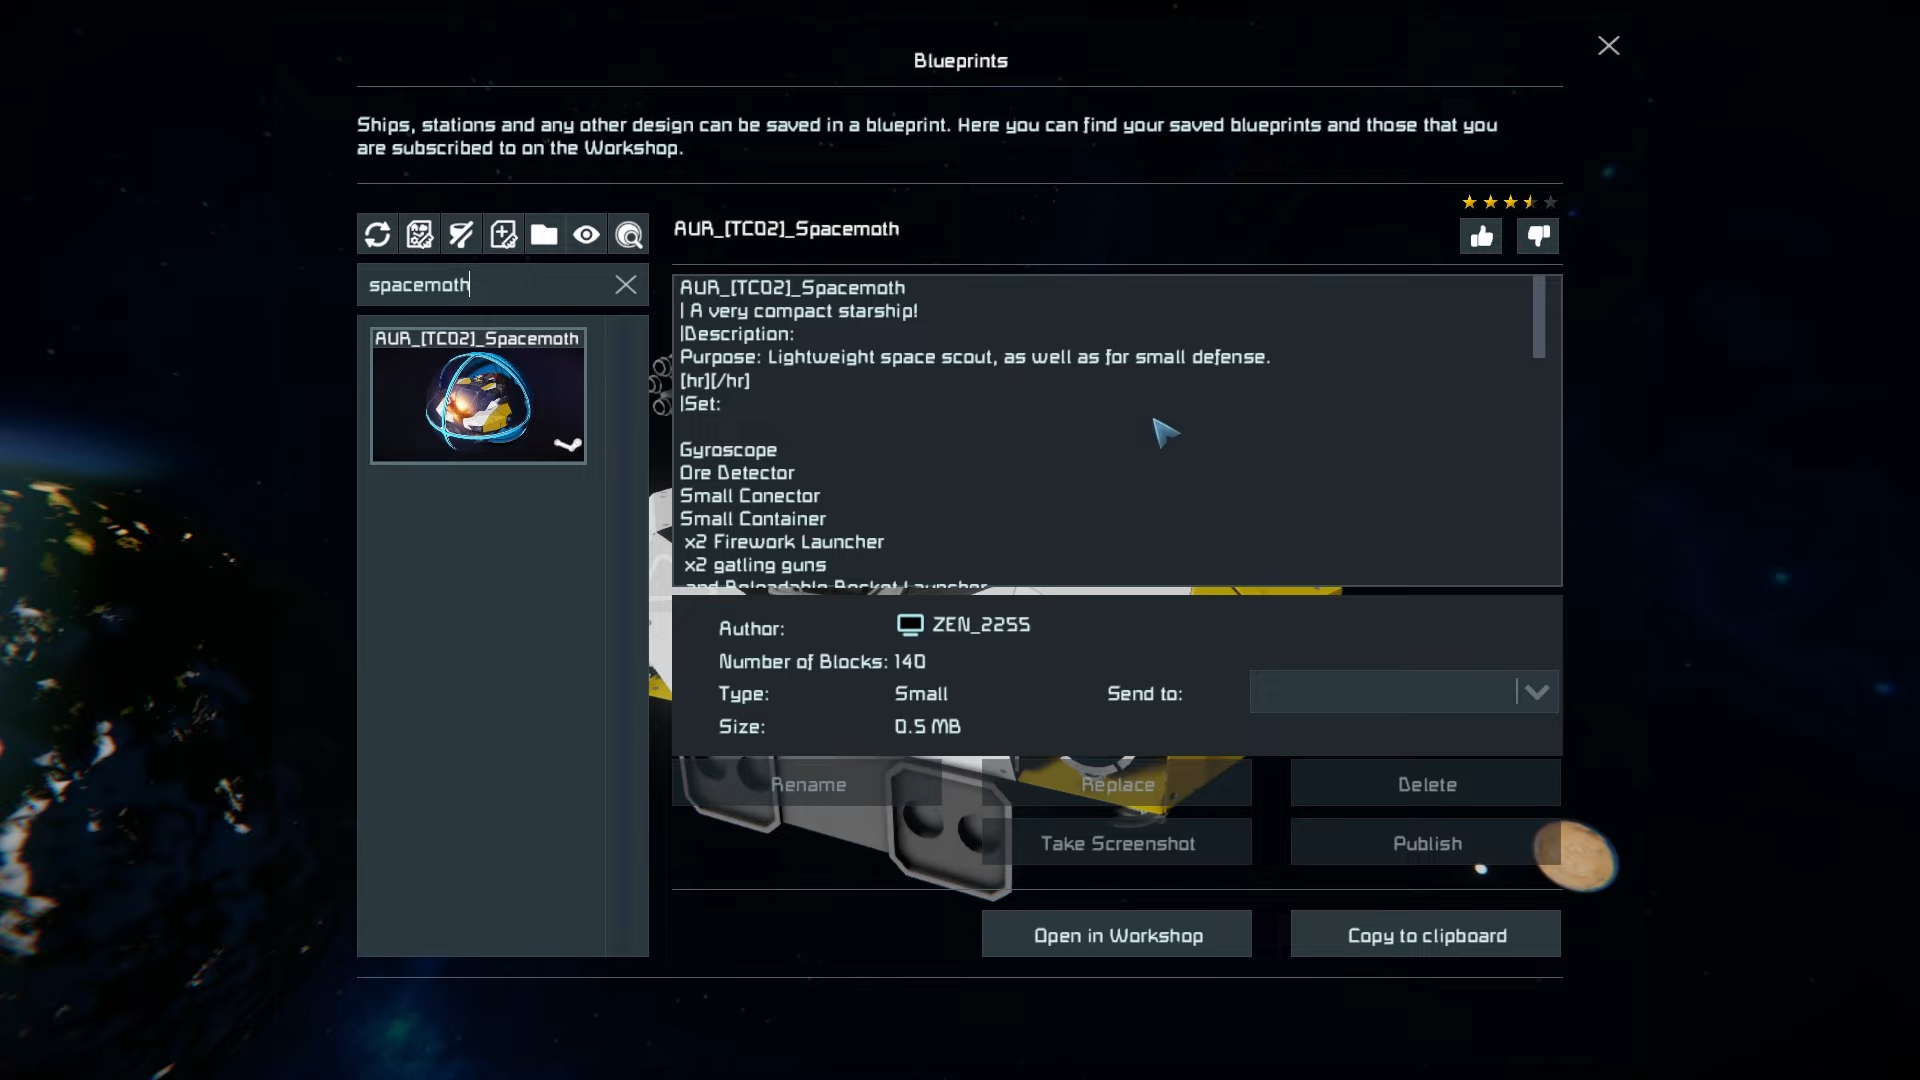 Blueprints
Ships, stations and any other design can be saved in a blueprint. Here you can find your saved blueprints and those that you
are subscribed to on the Workshop.
spacemoth
AUR_[TC02]_Spacemoth
AUR_[TC02]_Spacemoth
AUR_[TC02]_Spacemoth
| A very compact starship!
|Description:
Purpose: Lightweight space scout, as well as for small defense.
[hr][/hr]
|Set:
Gyroscope
Ore Detector
Small Conector
Small Container
x2 Firework Launcher
x2 gatling guns
and Reloadable Rocket Launcher
Author: ZEN_2255
Number of Blocks: 140
Type: Small Send to:
Size: 0.5 MB
Rename Replace Delete
Take Screenshot Publish
Open in Workshop Copy to clipboard